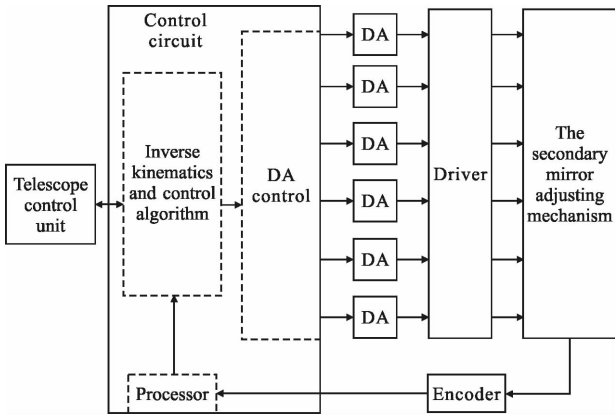 Control
circuit
Telescope
control
unit
Inverse
kinematics
and control
algorithm
DA
control
DA
DA
DA
DA
DA
DA
Driver
The
secondary
mirror
adjusting
mechanism
Processor
Encoder